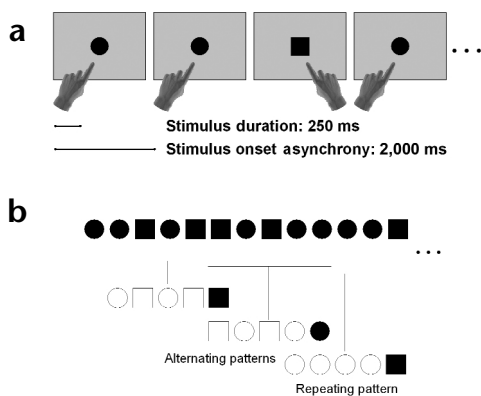 a
Stimulus duration: 250 ms
Stimulus onset asynchrony: 2,000 ms
b
Alternating patterns
Repeating pattern